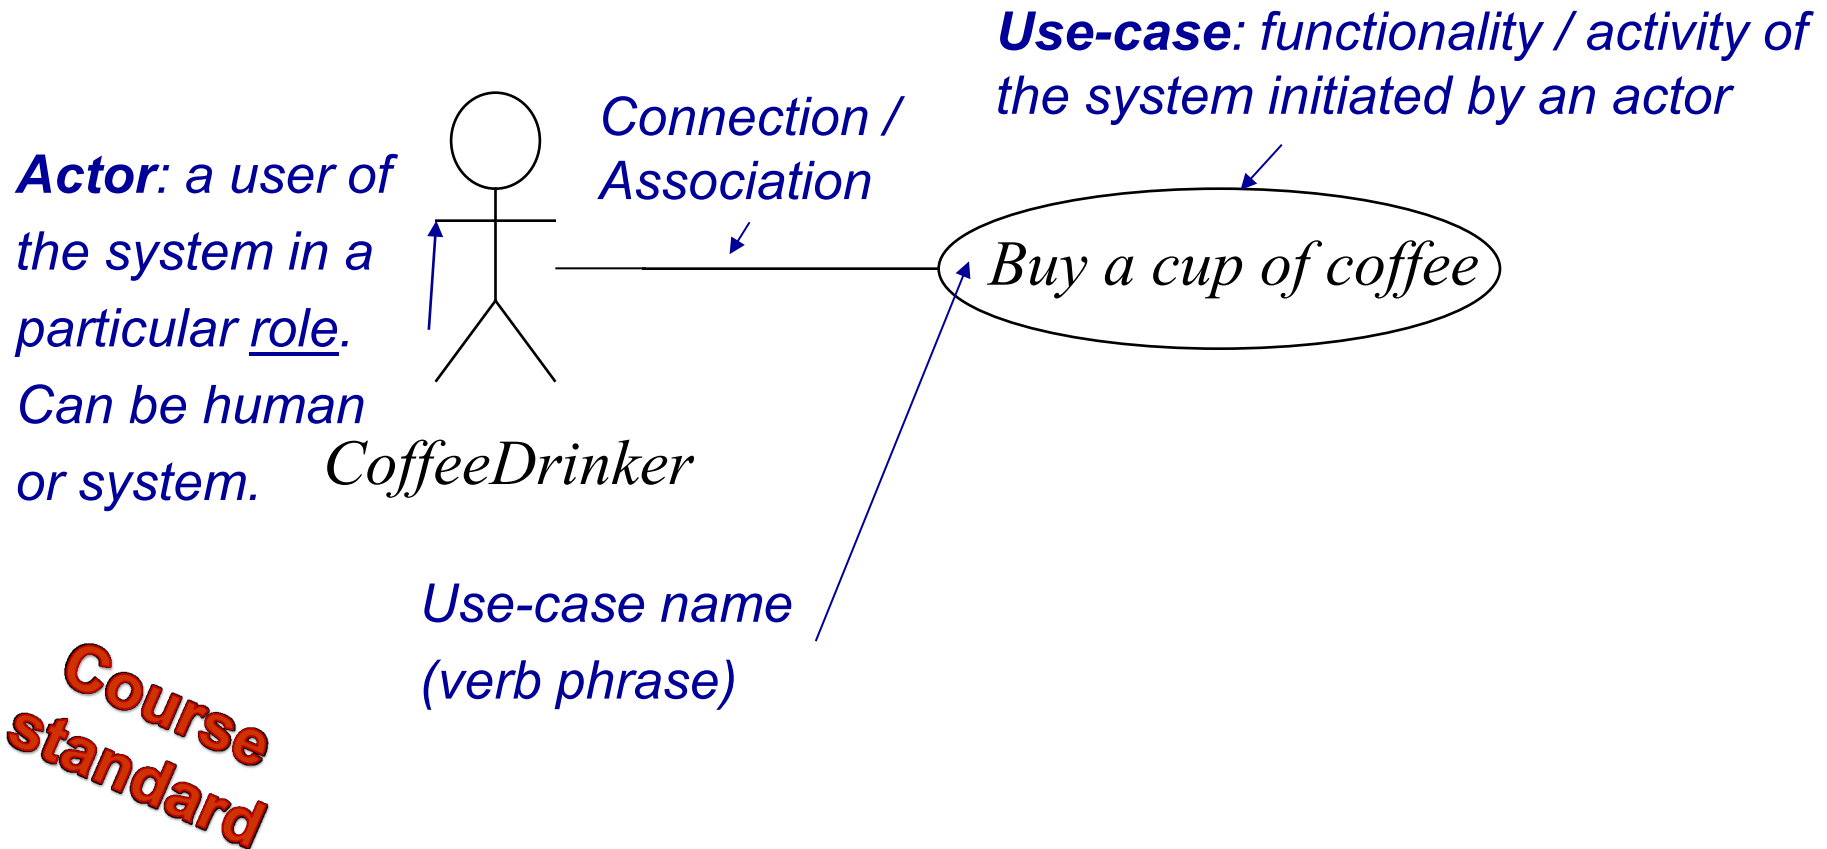 Use-case: functionality / activity of
the system initiated by an actor
Connection /
Association
Actor: a user of
the system in a
particular role.
Can be human
or system.
Buy a cup of coffee
CoffeeDrinker
Use-case name
(verb phrase)
Course
standard